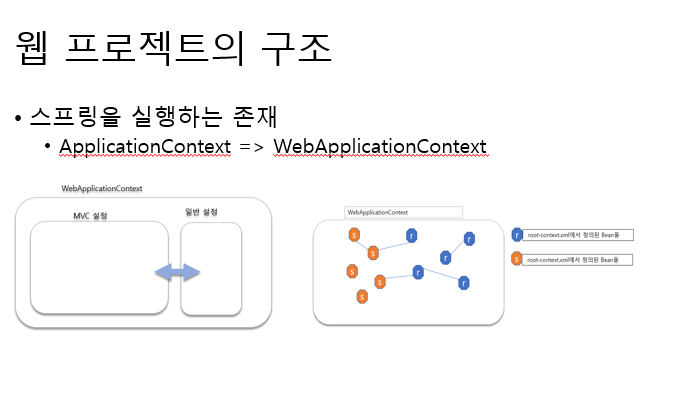 웹 프로젝트의 구조
• 스프링을 실행하는 존재
• ApplicationContext => WebApplicationContext
WebApplicationContext
MVC 설정
일반 설정
WebApplicationContext
s
r
r
s
r
s
s
r
r
s
r root-context.xml에서 정의된 Bean들
s root-context.xml에서 정의된 Bean들